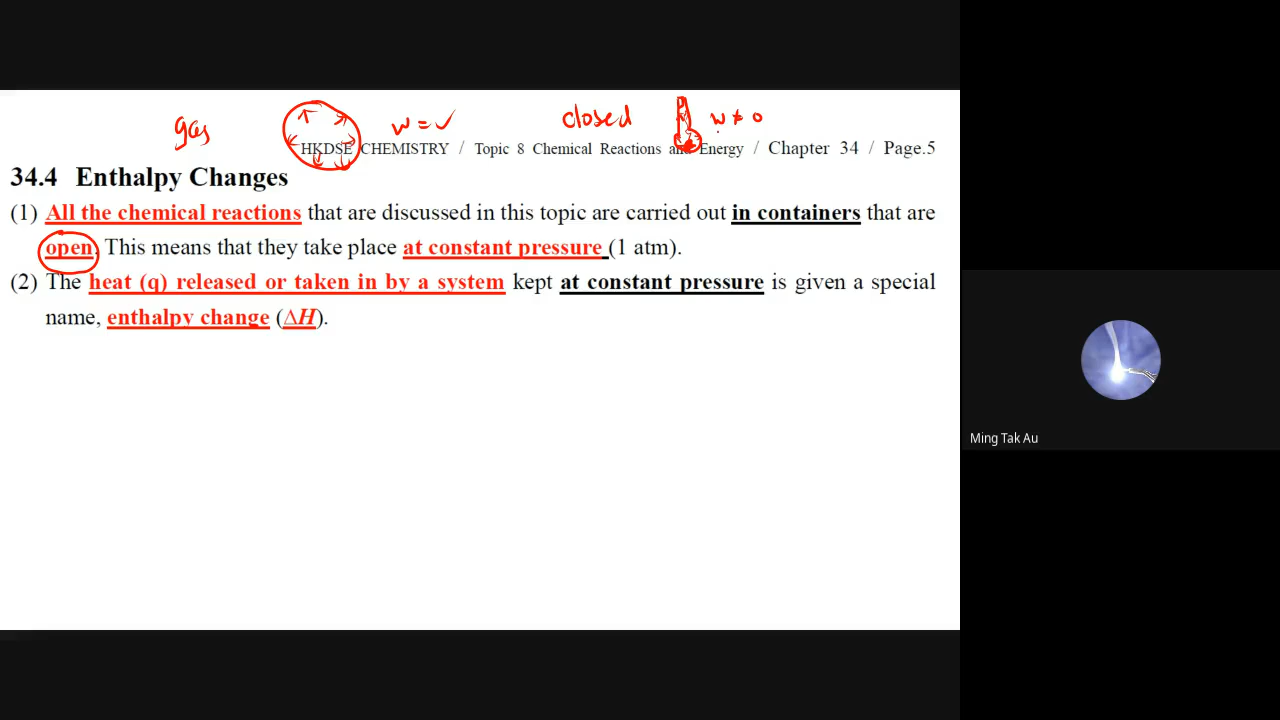 gas w = ✓ closed w ≠ 0
HKDSE CHEMISTRY / Topic 8 Chemical Reactions and Energy / Chapter 34 / Page.5
34.4 Enthalpy Changes
(1) All the chemical reactions that are discussed in this topic are carried out in containers that are
open. This means that they take place at constant pressure (1 atm).
(2) The heat (q) released or taken in by a system kept at constant pressure is given a special
name, enthalpy change (ΔH).
Ming Tak Au